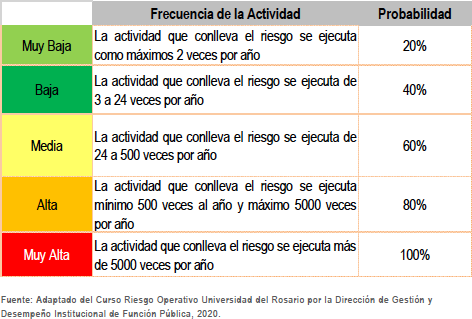 Frecuencia de la Actividad Probabilidad
Muy Baja
La actividad que conlleva el riesgo se ejecuta
como máximos 2 veces por año
20%
Baja
La actividad que conlleva el riesgo se ejecuta de
3 a 24 veces por año
40%
Media
La actividad que conlleva el riesgo se ejecuta de
24 a 500 veces por año
60%
Alta
La actividad que conlleva el riesgo se ejecuta
mínimo 500 veces al año y máximo 5000 veces
por año
80%
Muy Alta
La actividad que conlleva el riesgo se ejecuta más
de 5000 veces por año
100%
Fuente: Adaptado del Curso Riesgo Operativo Universidad del Rosario por la Dirección de Gestión y
Desempeño Institucional de Función Pública, 2020.